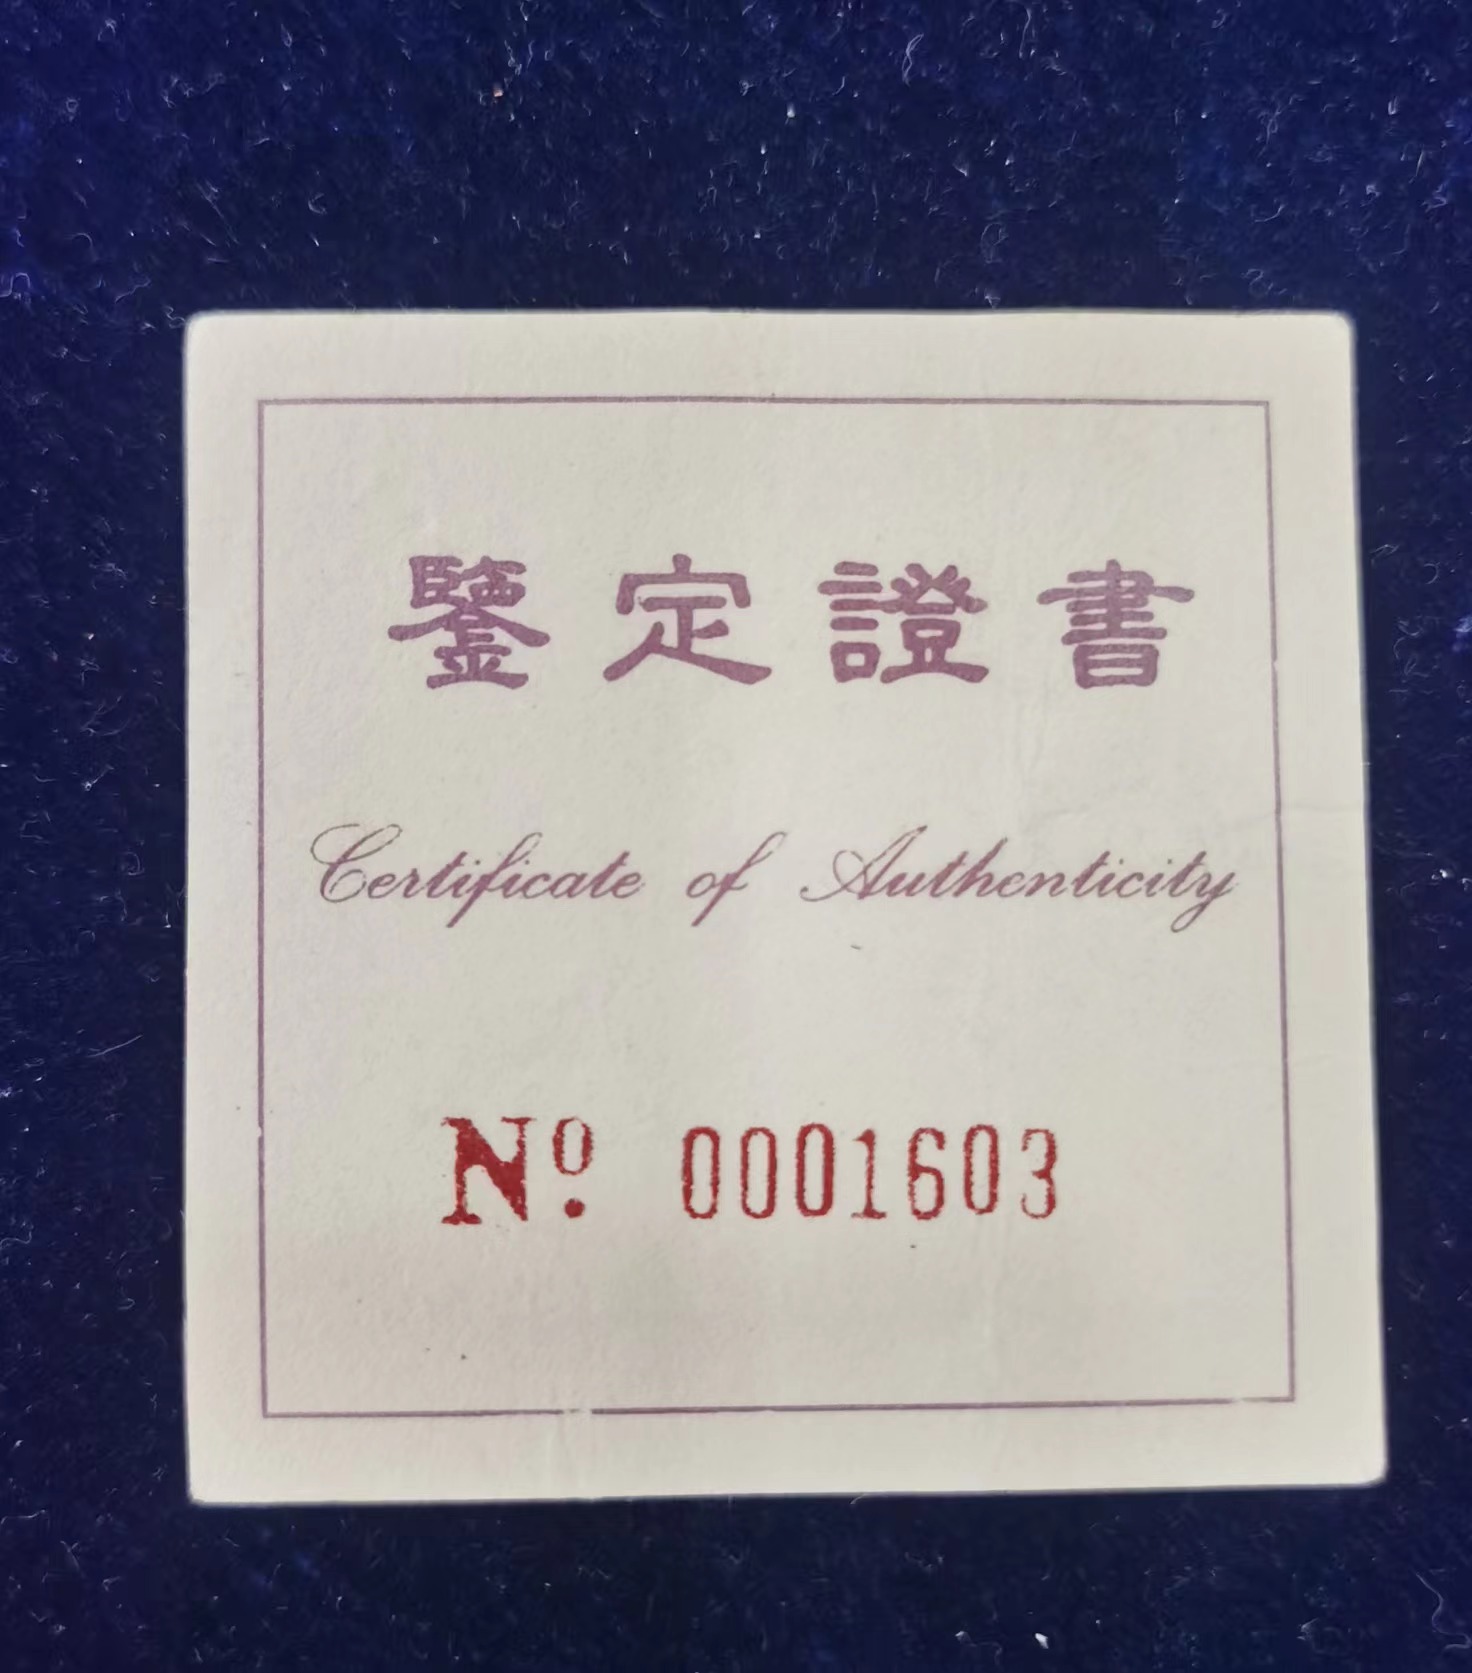 鑒定證書
Certificate of Authenticity
Nº. 0001603